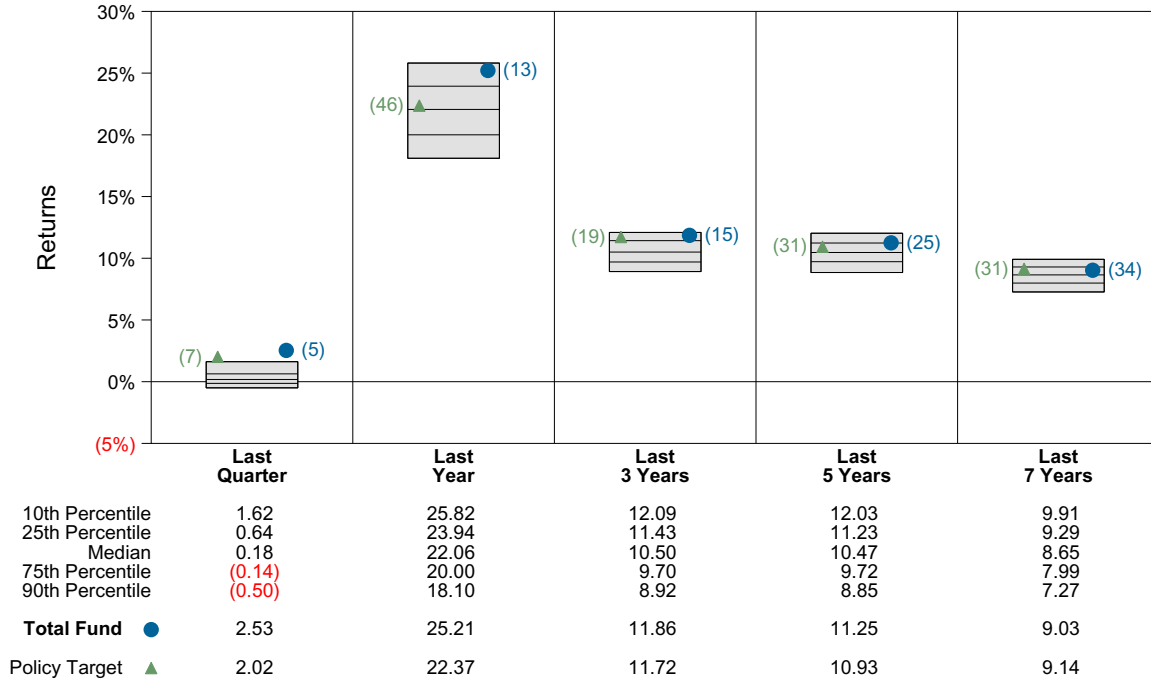 30%
25%
20%
15%
10%
5%
0%
(5%)
Returns
(7) (5)
(46) (13)
(19) (15)
(31) (25)
(31) (34)
Last Quarter
Last Year
Last 3 Years
Last 5 Years
Last 7 Years
10th Percentile 1.62 25.82 12.09 12.03 9.91
25th Percentile 0.64 23.94 11.43 11.23 9.29
Median 0.18 22.06 10.50 10.47 8.65
75th Percentile (0.14) 20.00 9.70 9.72 7.99
90th Percentile (0.50) 18.10 8.92 8.85 7.27
Total Fund 2.53 25.21 11.86 11.25 9.03
Policy Target 2.02 22.37 11.72 10.93 9.14